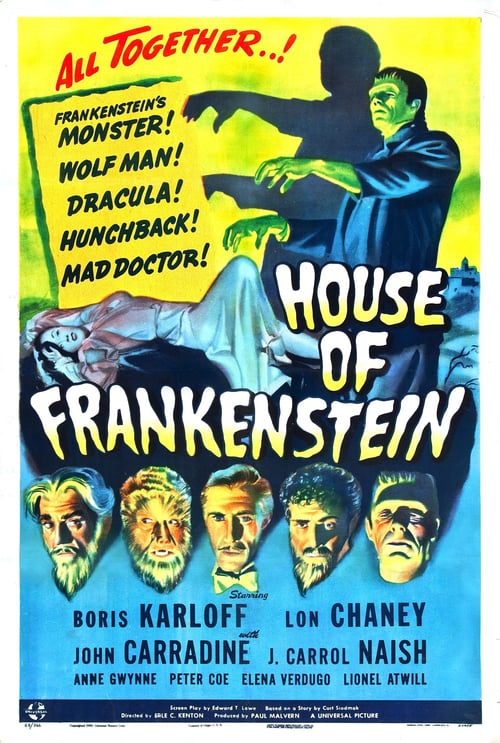 ALL TOGETHER..!
FRANKENSTEIN'S
MONSTER!
WOLF MAN!
DRACULA!
HUNCHBACK!
MAD DOCTOR!
HOUSE
OF
FRANKENSTEIN
Starring
BORIS KARLOFF LON CHANEY
with
JOHN CARRADINE J. CARROL NAISH
ANNE GWYNNE PETER COE ELENA VERDUGO LIONEL ATWILL
Screen Play by Edward T. Lowe Based on a Story by Curt Siodmak
Directed by ERLE C. KENTON Produced by PAUL MALVERN A UNIVERSAL PICTURE
UNIVERSAL